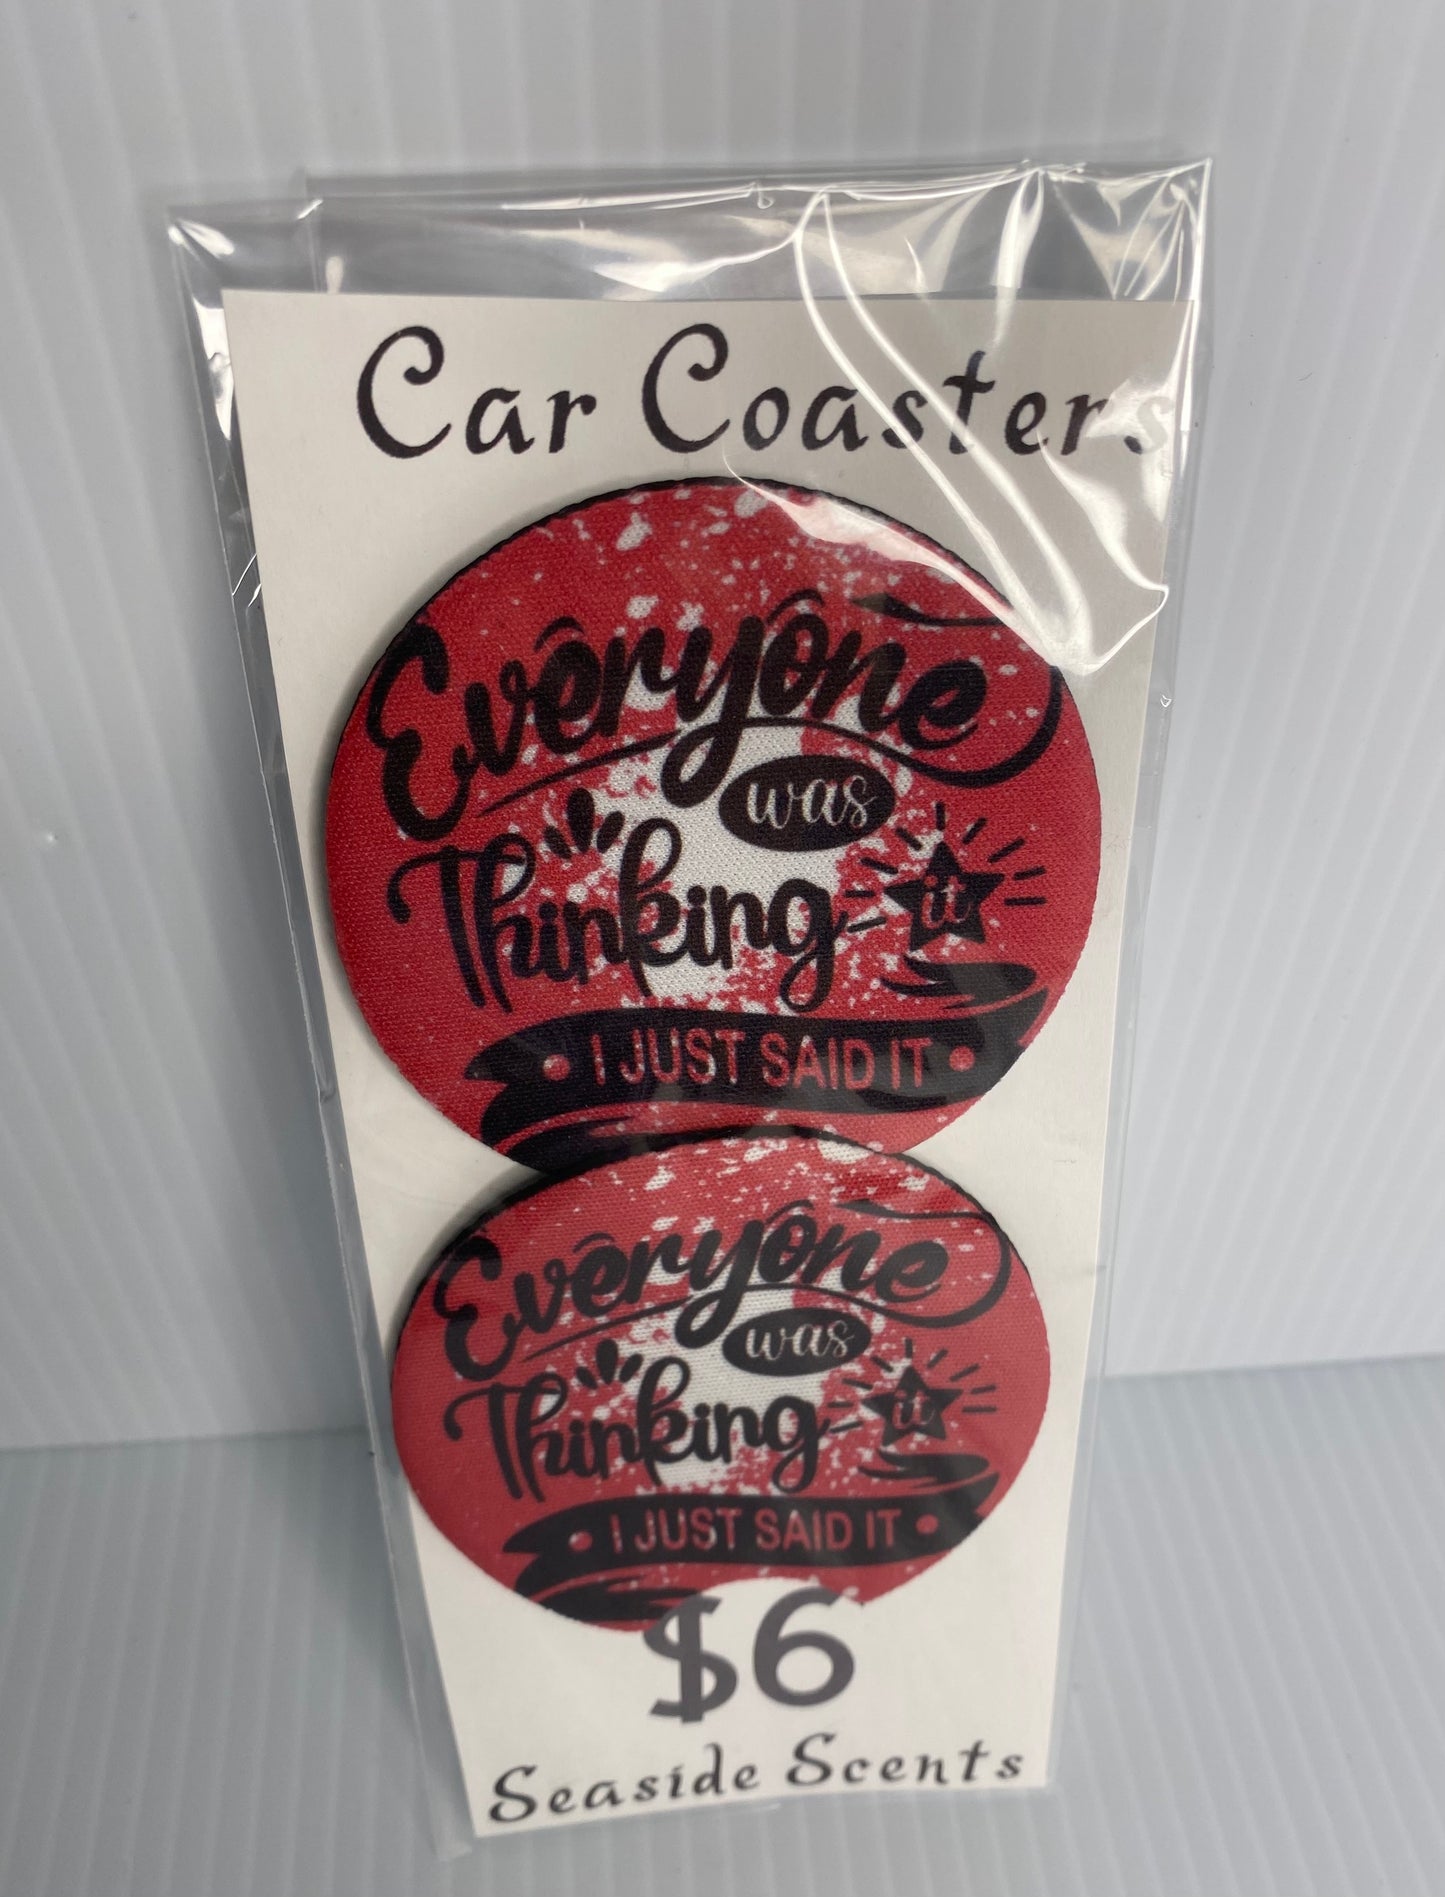 Car Coasters
Everyone
was
Thinking it
I JUST SAID IT
Everyone
was
Thinking it
I JUST SAID IT
$6
Seaside Scents